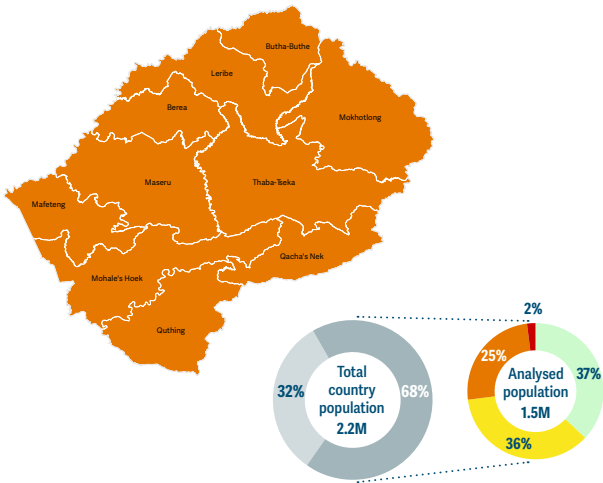 Butha-Buthe
Leribe
Berea
Mokhotlong
Maseru
Thaba-Tseka
Mafeteng
Qacha's Nek
Mohale's Hoek
Quthing
2%
25%
37%
Analysed
population
1.5M
36%
Total
country
population
2.2M
32%
68%